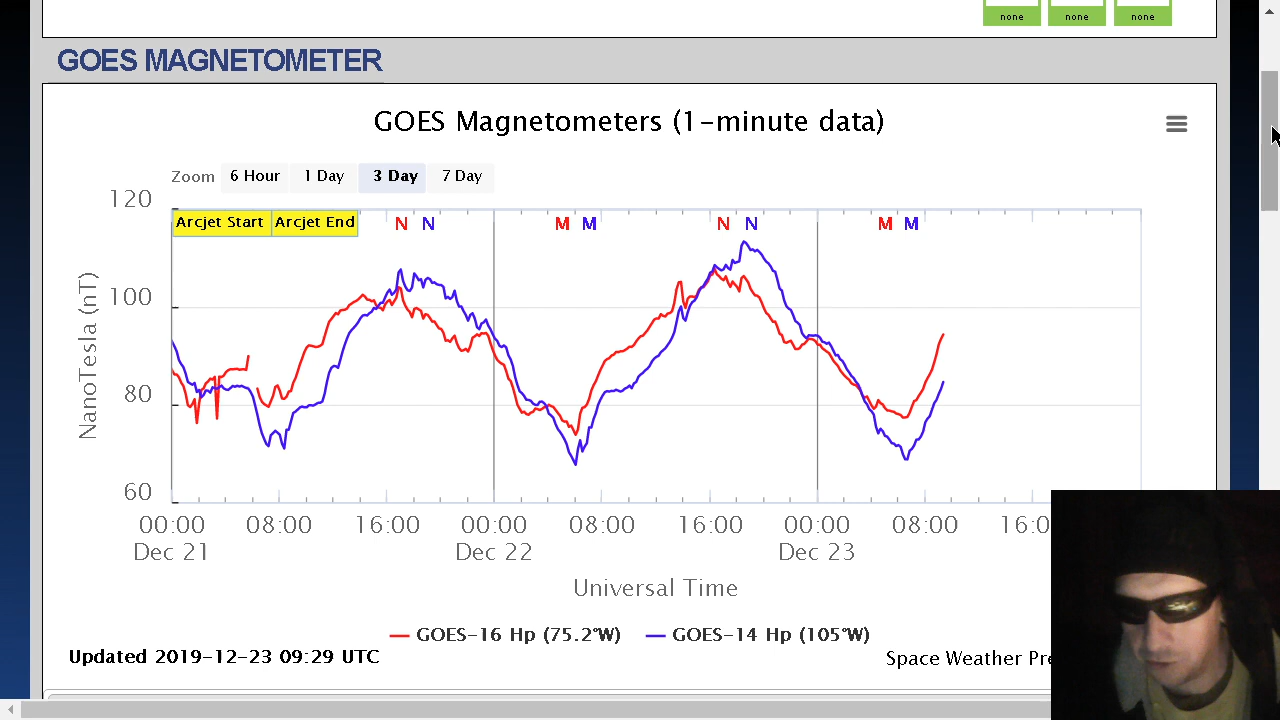 none none none
GOES MAGNETOMETER
GOES Magnetometers (1-minute data)
Zoom 6 Hour 1 Day 3 Day 7 Day
120
Arcjet Start Arcjet End N N M M N N M M
100
80
60
NanoTesla (nT)
00:00 08:00 16:00 00:00 08:00 16:00 00:00 08:00 16:0
Dec 21 Dec 22 Dec 23
Universal Time
GOES-16 Hp (75.2°W) GOES-14 Hp (105°W)
Updated 2019-12-23 09:29 UTC Space Weather Pre